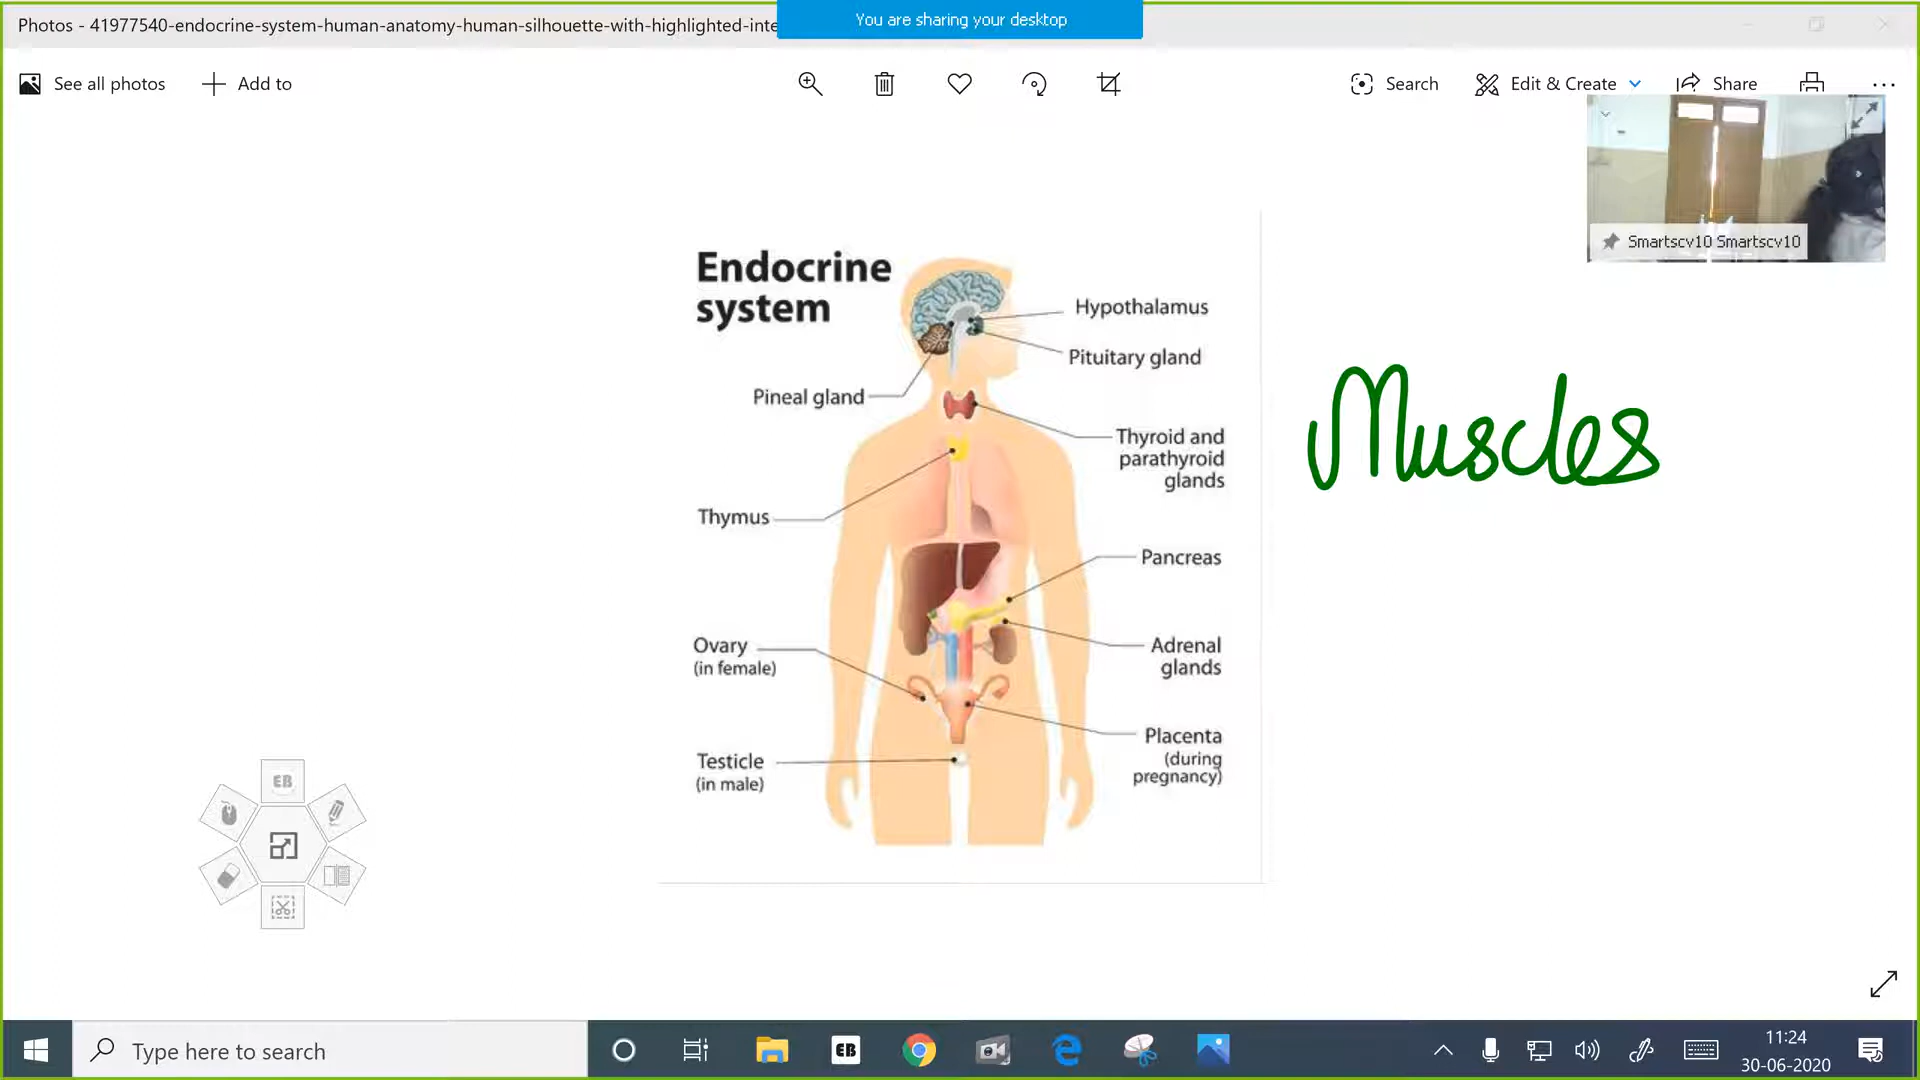 You are sharing your desktop
Photos - 41977540-endocrine-system-human-anatomy-human-silhouette-with-highlighted-inte
See all photos
Add to
Search
Edit & Create
Share
Smartscv10 Smartscv10
Endocrine
system
Hypothalamus
Pituitary gland
Pineal gland
Thyroid and
parathyroid
glands
Muscles
Thymus
Pancreas
Ovary
(in female)
Adrenal
glands
Placenta
(during
pregnancy)
Testicle
(in male)
EB
Type here to search
EB
11:24
30-06-2020